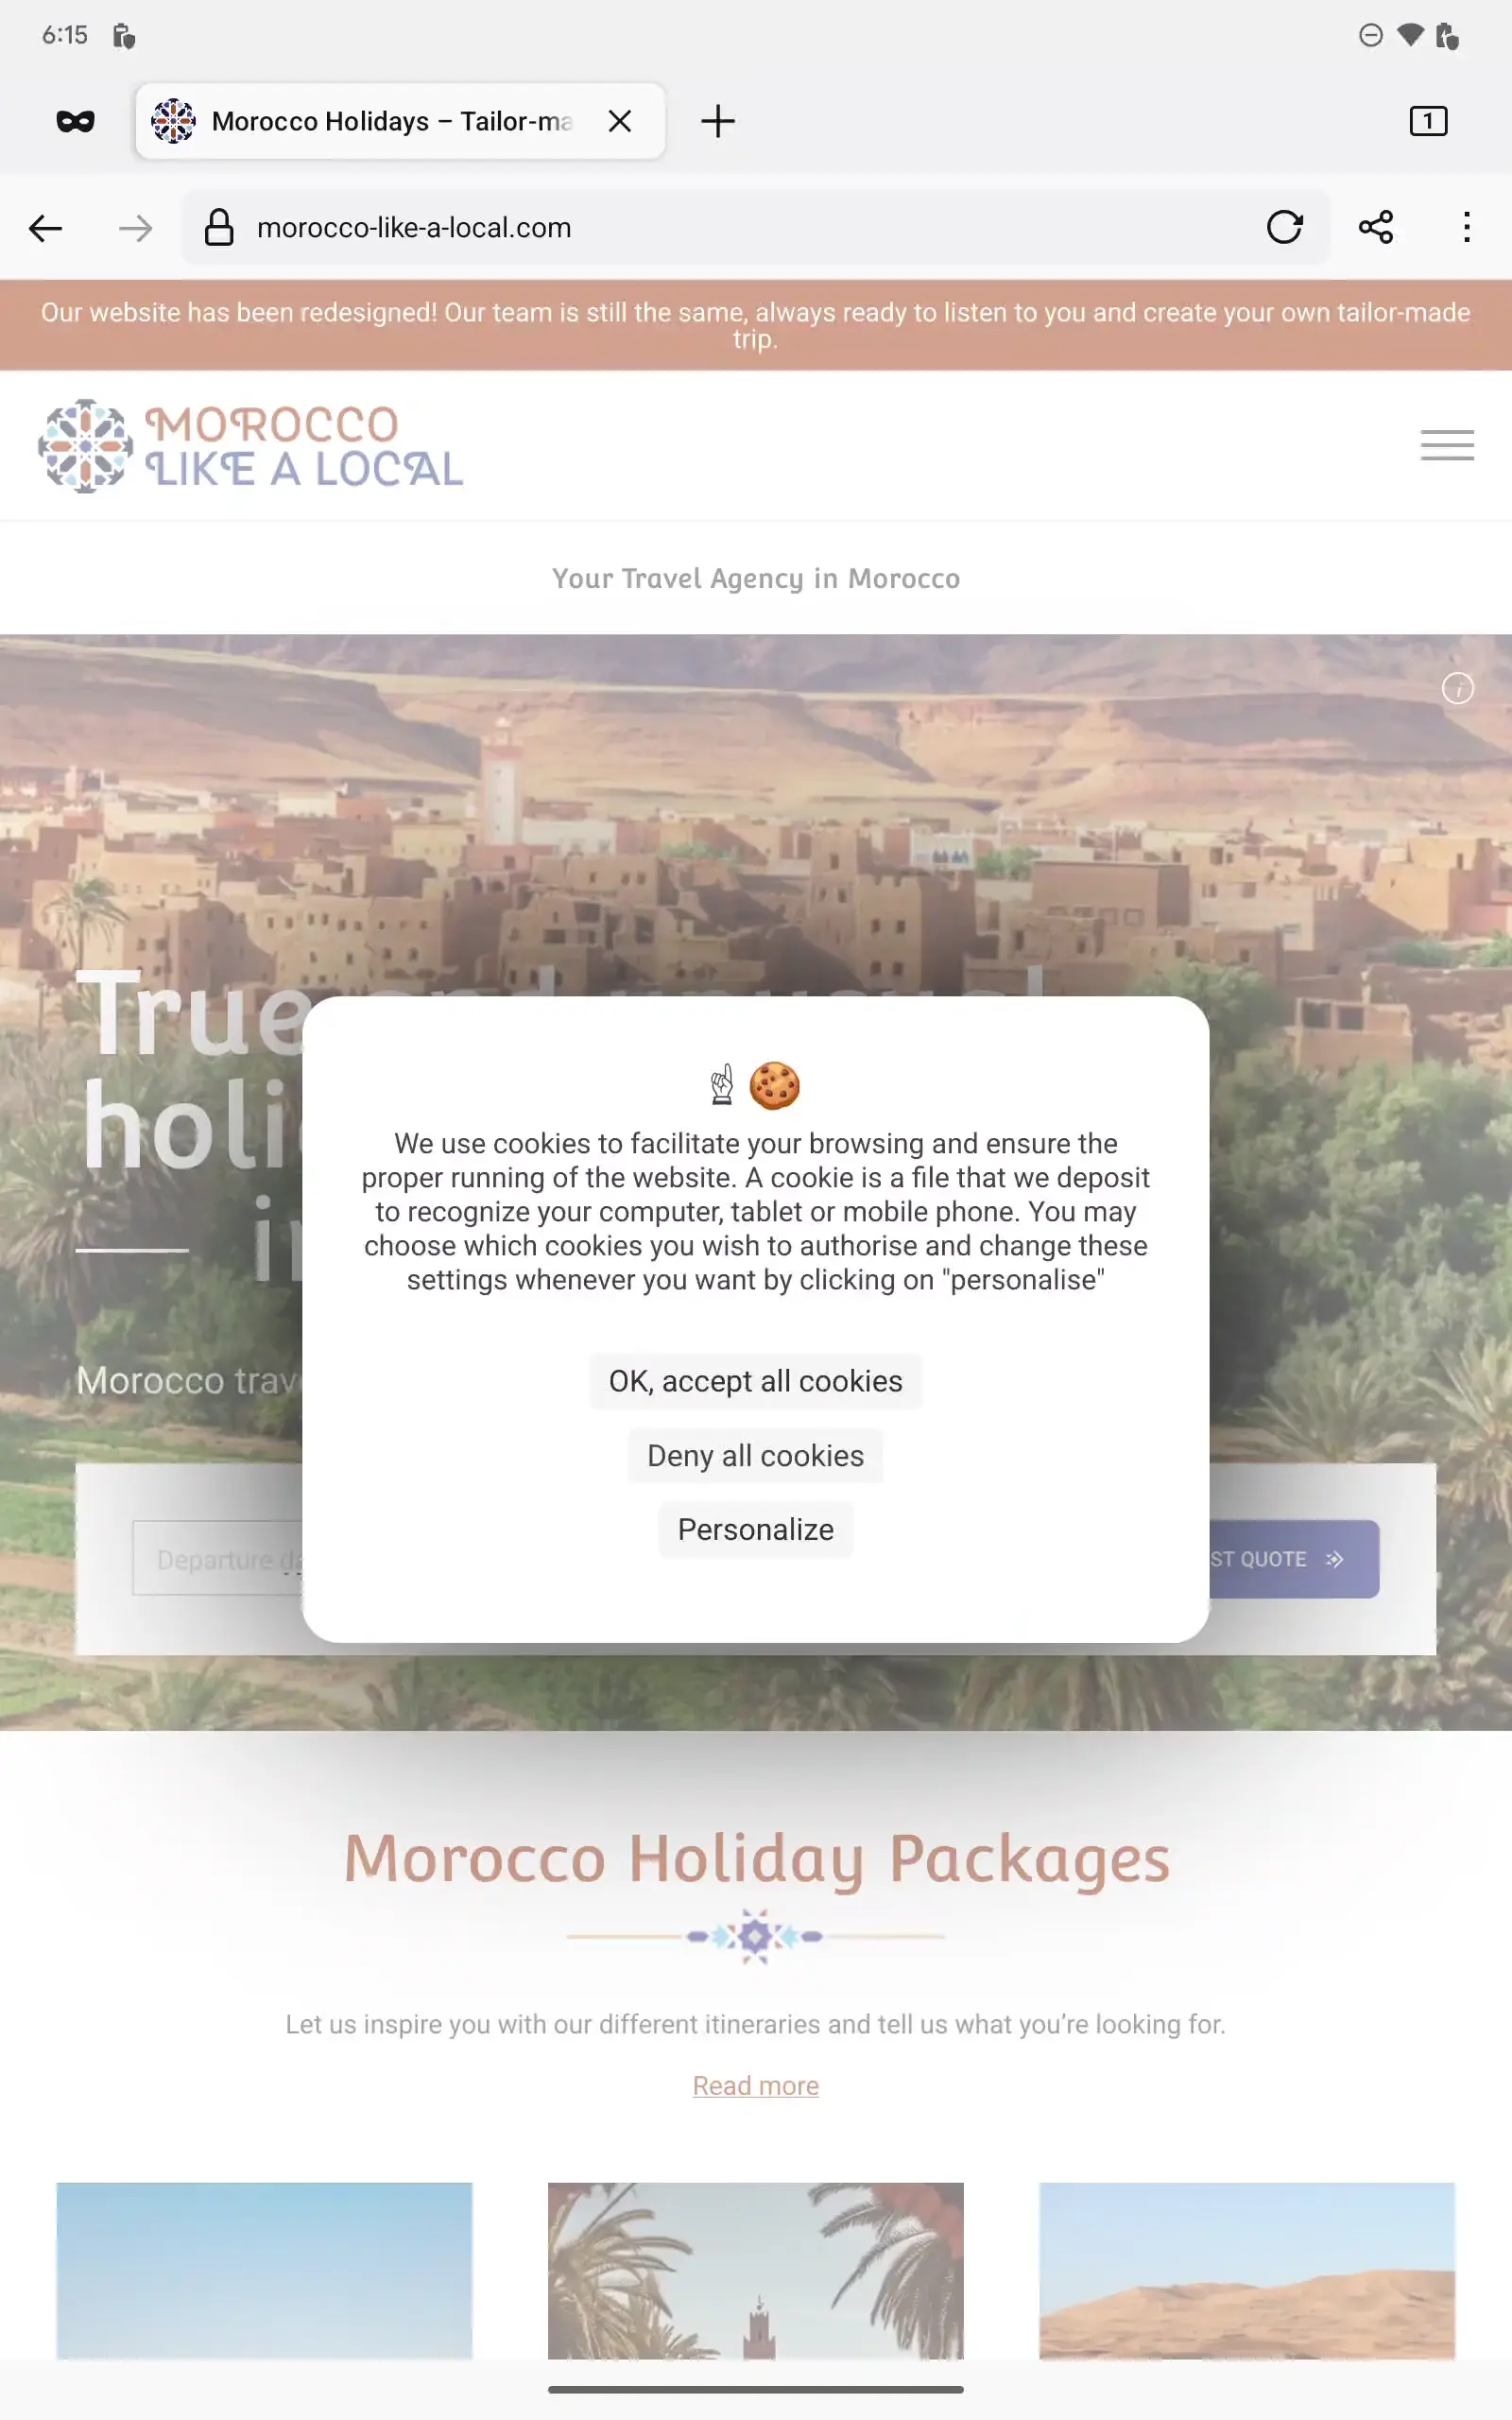 6:15
Morocco Holidays – Tailor-ma
1
morocco-like-a-local.com
Our website has been redesigned! Our team is still the same, always ready to listen to you and create your own tailor-made
trip.
MOROCCO
LIKE A LOCAL
Your Travel Agency in Morocco
i
True
holi
in
☝🍪
We use cookies to facilitate your browsing and ensure the
proper running of the website. A cookie is a file that we deposit
to recognize your computer, tablet or mobile phone. You may
choose which cookies you wish to authorise and change these
settings whenever you want by clicking on "personalise"
OK, accept all cookies
Deny all cookies
Personalize
Morocco trav
Departure da
ST QUOTE
Morocco Holiday Packages
Let us inspire you with our different itineraries and tell us what you’re looking for.
Read more